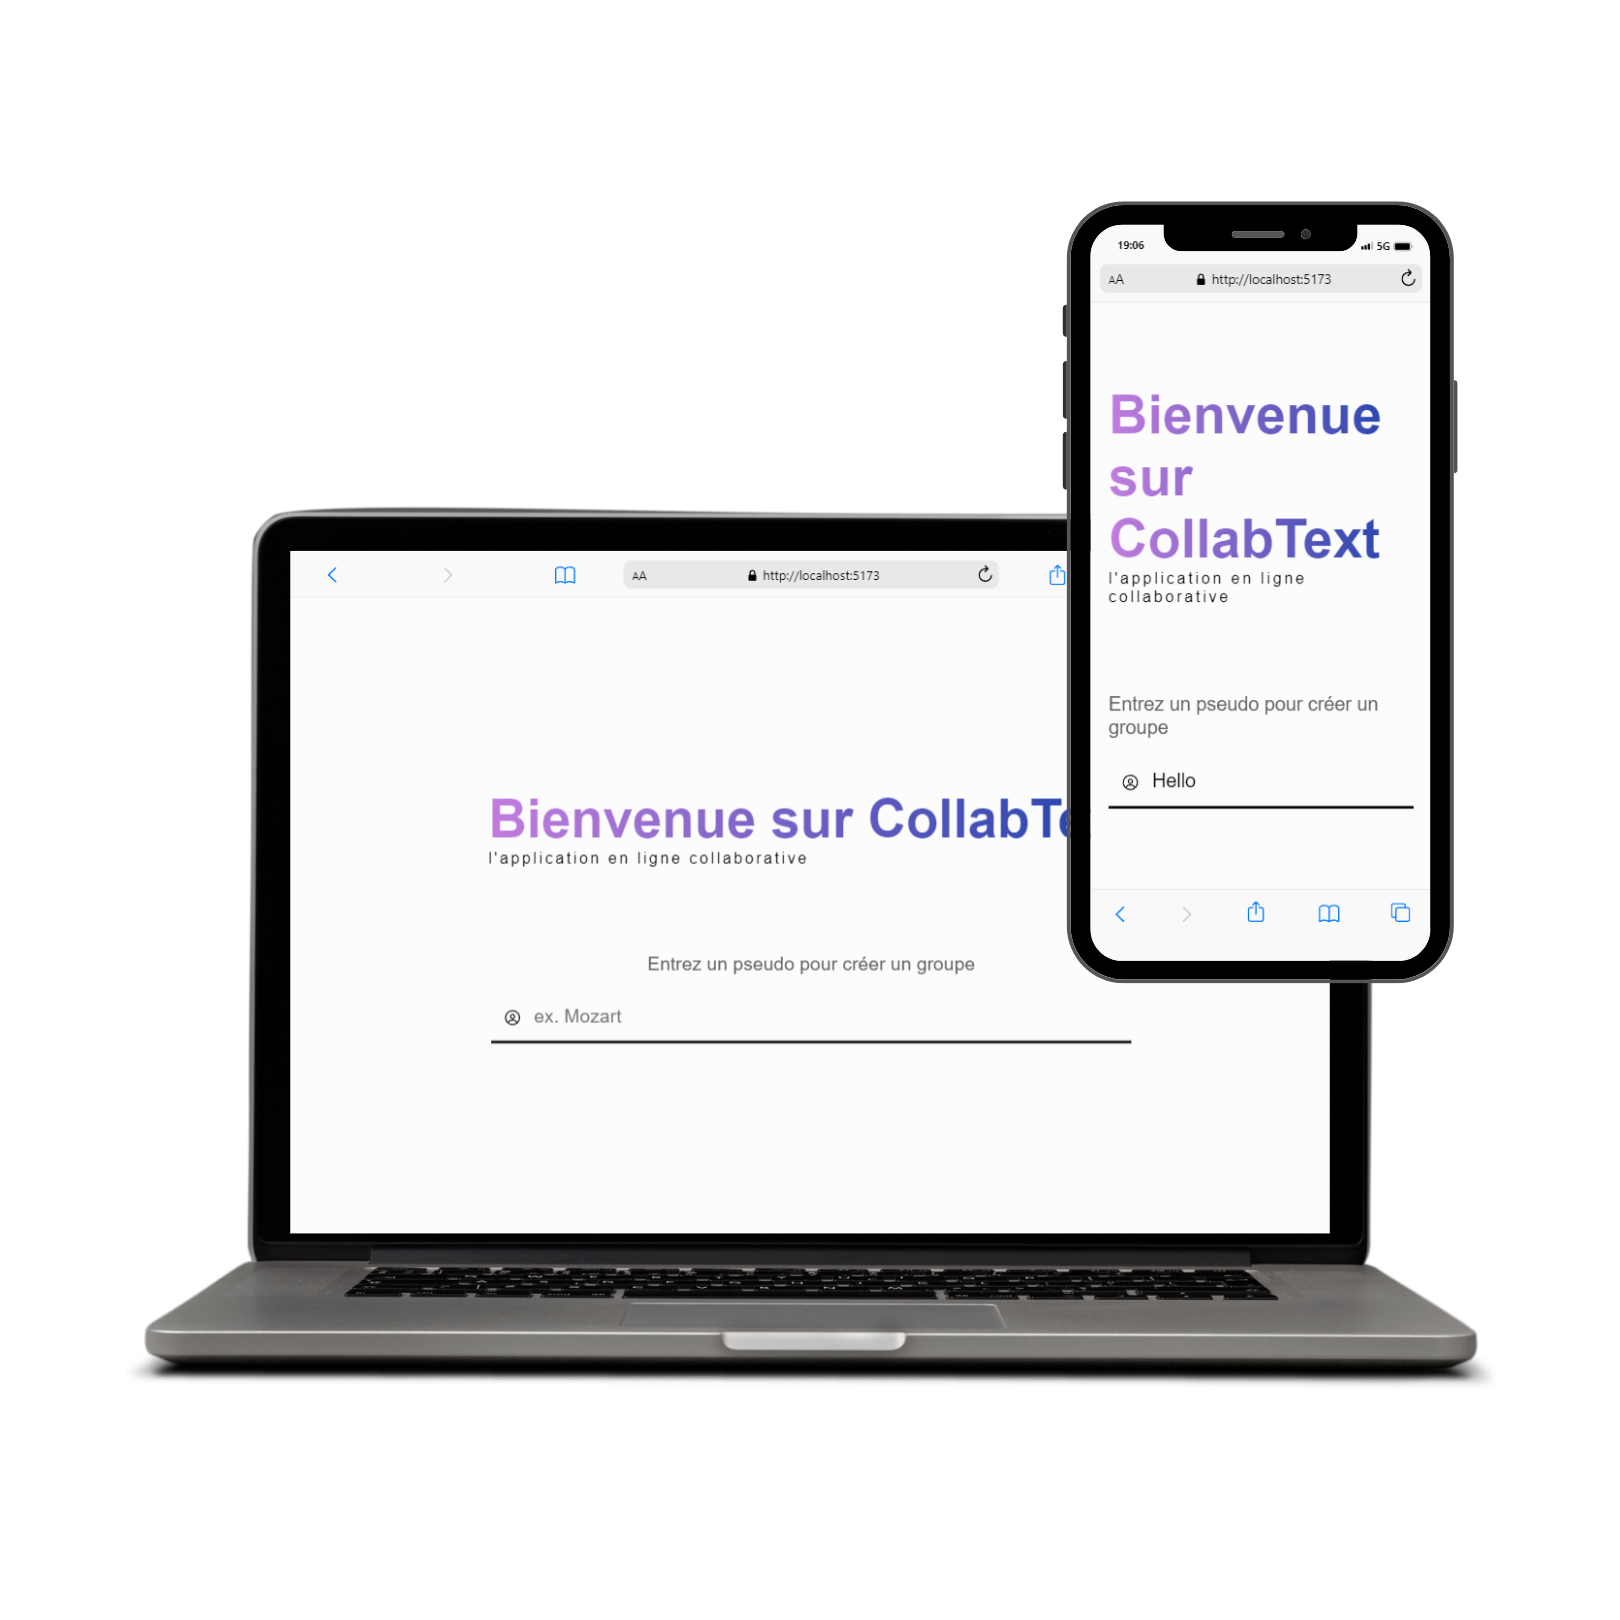 19:06
5G
AA http://localhost:5173
Bienvenue
sur
CollabText
l'application en ligne
collaborative
Entrez un pseudo pour créer un
groupe
Hello
AA http://localhost:5173
Bienvenue sur CollabTe
l'application en ligne collaborative
Entrez un pseudo pour créer un groupe
ex. Mozart